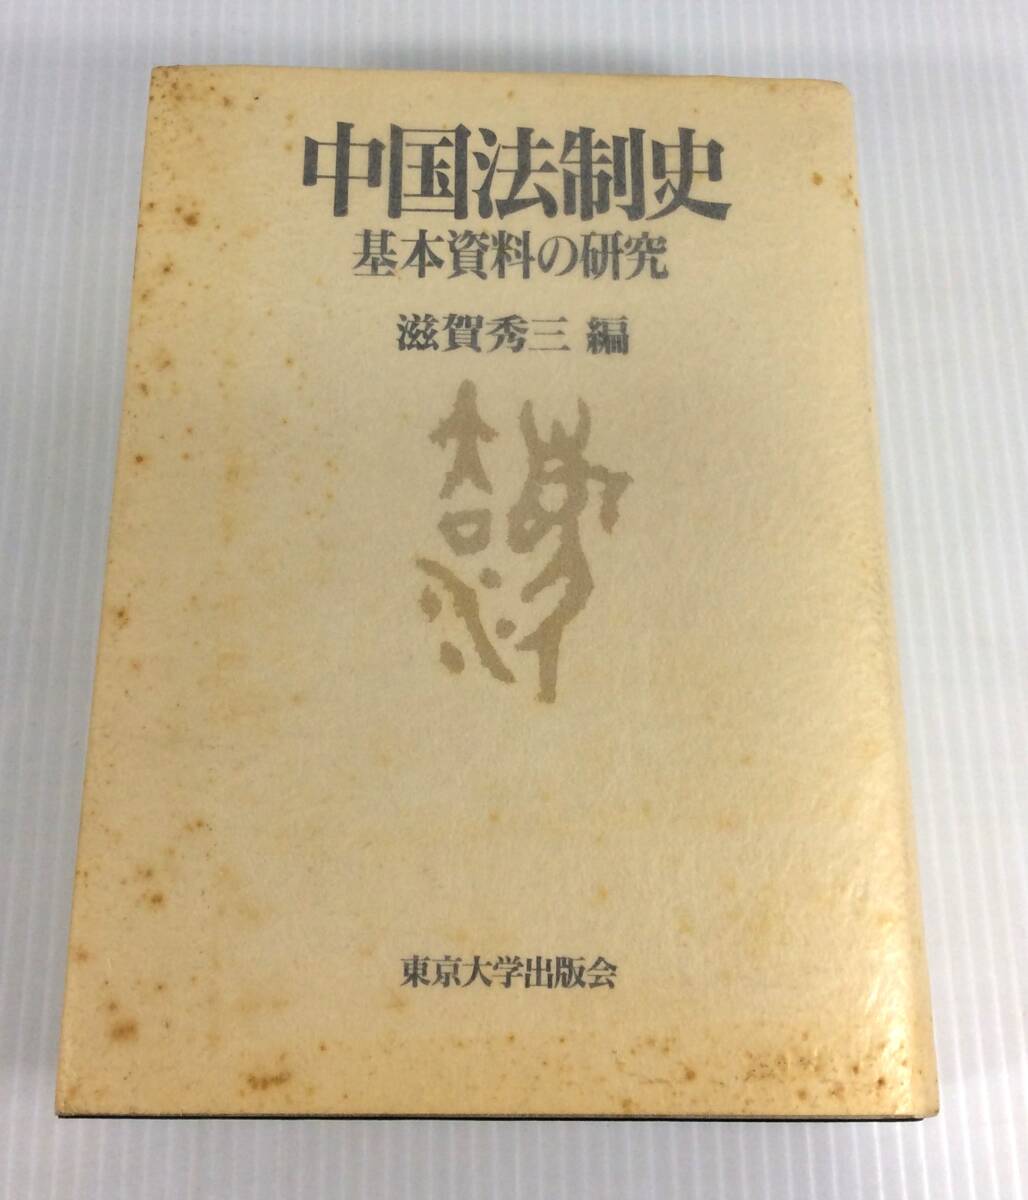 中国法制史
基本資料の研究
滋賀秀三 編
東京大学出版会